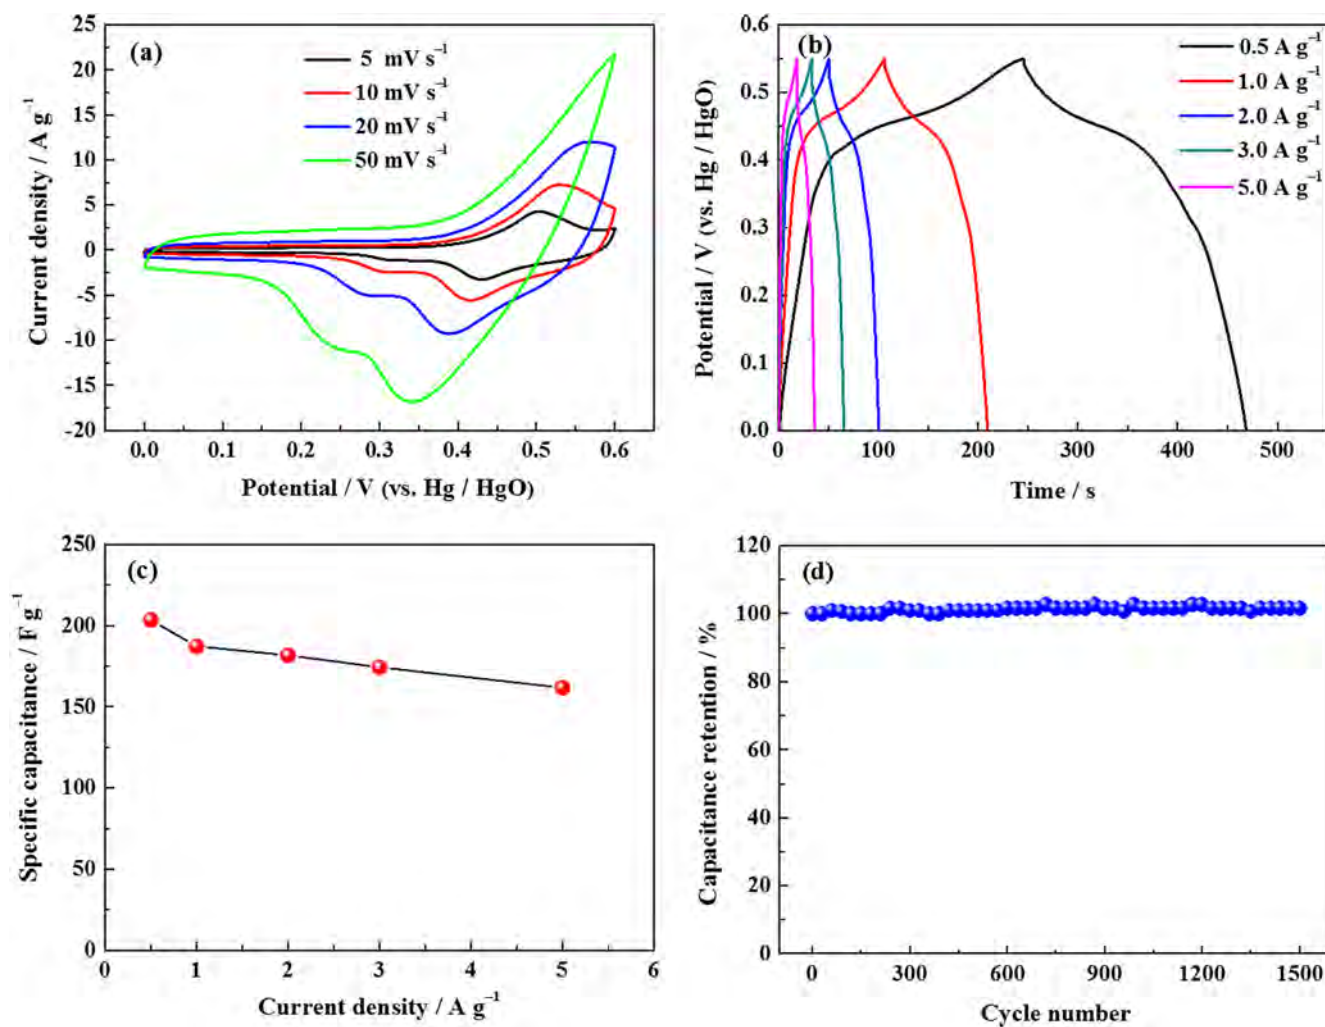 (a)
5 mV s⁻¹
10 mV s⁻¹
20 mV s⁻¹
50 mV s⁻¹
25
20
15
10
5
0
-5
-10
-15
-20
0.0 0.1 0.2 0.3 0.4 0.5 0.6
Current density / A g⁻¹
Potential / V (vs. Hg / HgO)
(b)
0.5 A g⁻¹
1.0 A g⁻¹
2.0 A g⁻¹
3.0 A g⁻¹
5.0 A g⁻¹
0.6
0.5
0.4
0.3
0.2
0.1
0.0
0 100 200 300 400 500
Potential / V (vs. Hg / HgO)
Time / s
(c)
250
200
150
100
50
0
0 1 2 3 4 5 6
Specific capacitance / F g⁻¹
Current density / A g⁻¹
(d)
120
100
80
60
40
20
0
0 300 600 900 1200 1500
Capacitance retention / %
Cycle number